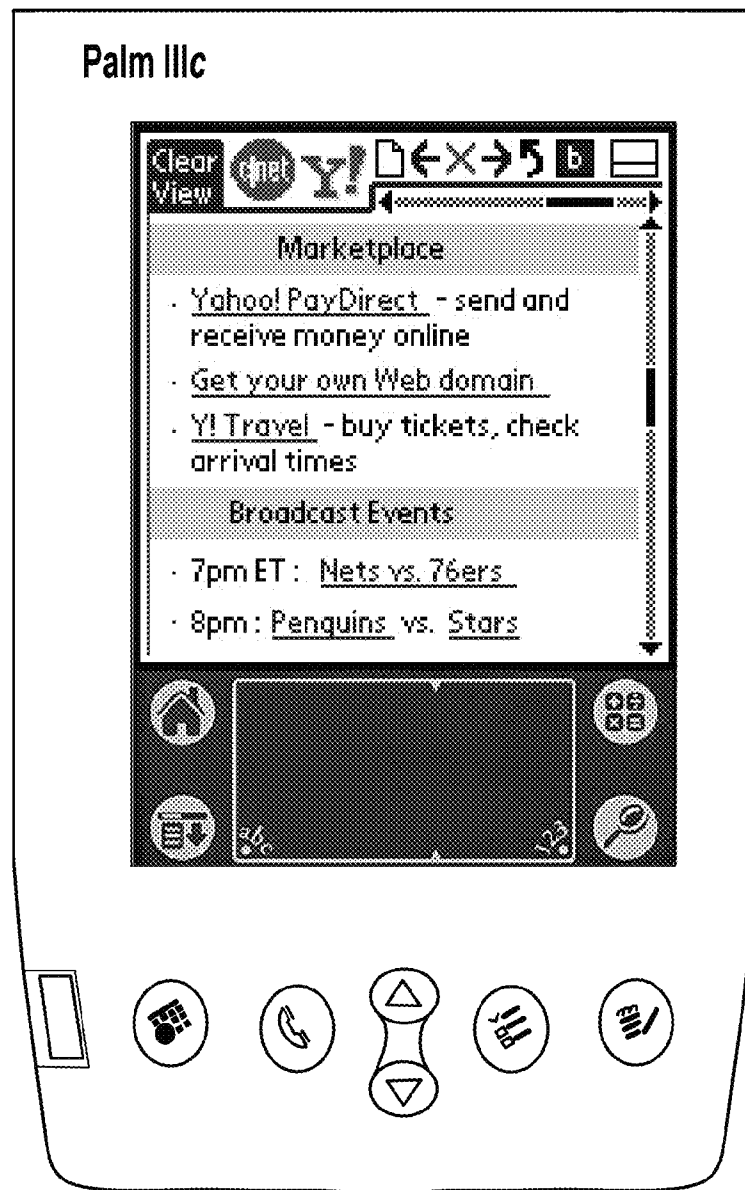 Palm IIIc
Clear
View
cnet
Y!
b
Marketplace
· Yahoo! PayDirect - send and
receive money online
· Get your own Web domain
· Y! Travel - buy tickets, check
arrival times
Broadcast Events
· 7pm ET : Nets vs. 76ers
· 8pm : Penguins vs. Stars
abc
123